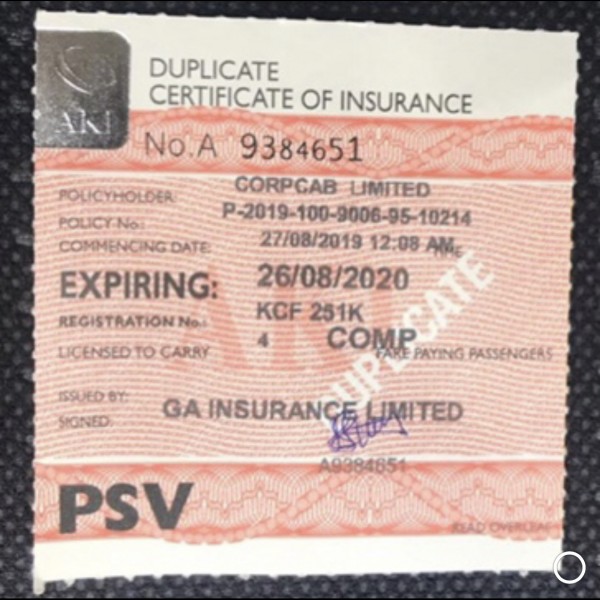 AKI
DUPLICATE
CERTIFICATE OF INSURANCE
No.A 9384651
POLICYHOLDER: CORPCAB LIMITED
POLICY No.: P-2019-100-9006-95-10214
COMMENCING DATE: 27/08/2019 12:08 AM
EXPIRING: 26/08/2020
REGISTRATION No.: KCF 251K
LICENSED TO CARRY 4 COMP FARE PAYING PASSENGERS
DUPLICATE
ISSUED BY: GA INSURANCE LIMITED
SIGNED:
A9384651
PSV
READ OVERLEAF